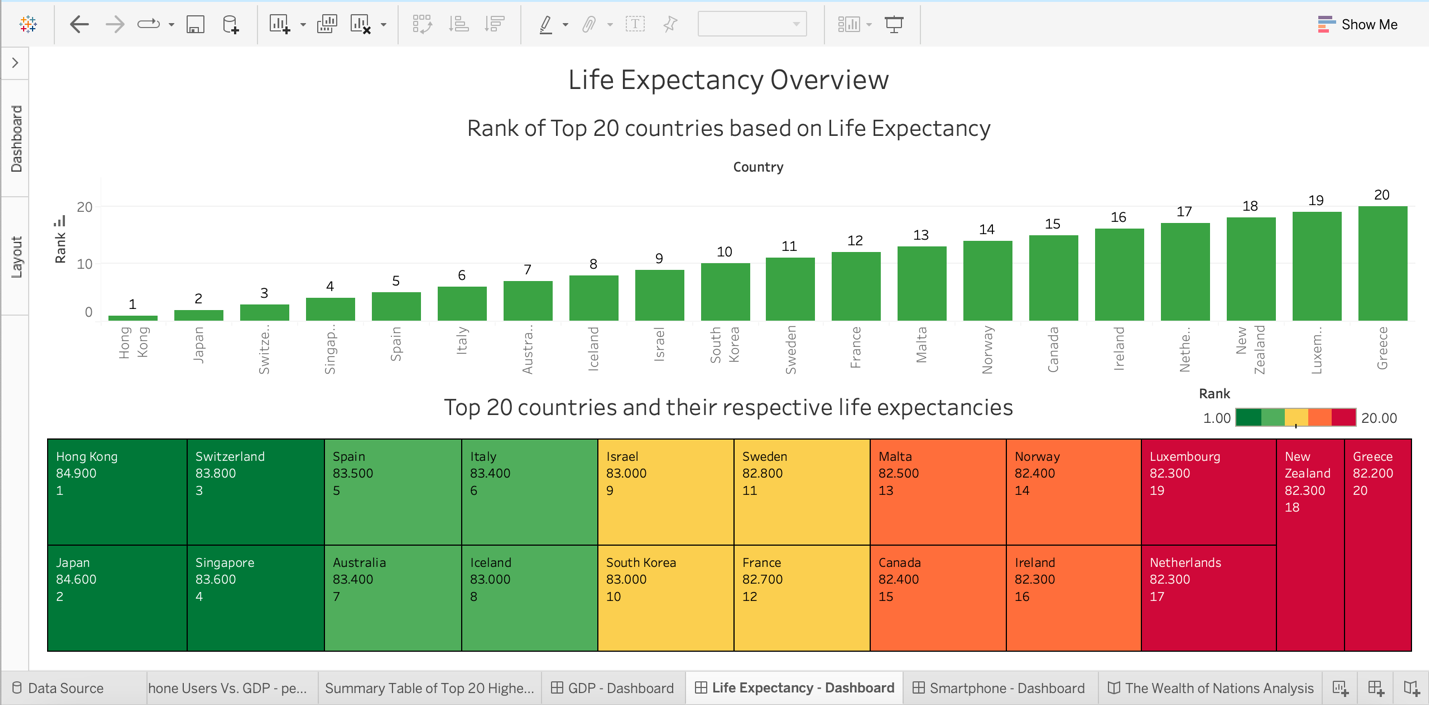 Show Me
Dashboard
Layout
Life Expectancy Overview
Rank of Top 20 countries based on Life Expectancy
Country
Rank
20
10
0
1
2
3
4
5
6
7
8
9
10
11
12
13
14
15
16
17
18
19
20
Hong
Kong
Japan
Switze..
Singap..
Spain
Italy
Austra..
Iceland
Israel
South
Korea
Sweden
France
Malta
Norway
Canada
Ireland
Nethe..
New
Zealand
Luxem..
Greece
Top 20 countries and their respective life expectancies
Rank
1.00
20.00
Hong Kong
84.900
1
Switzerland
83.800
3
Spain
83.500
5
Italy
83.400
6
Israel
83.000
9
Sweden
82.800
11
Malta
82.500
13
Norway
82.400
14
Luxembourg
82.300
19
New
Zealand
82.300
18
Greece
82.200
20
Japan
84.600
2
Singapore
83.600
4
Australia
83.400
7
Iceland
83.000
8
South Korea
83.000
10
France
82.700
12
Canada
82.400
15
Ireland
82.300
16
Netherlands
82.300
17
Data Source
hone Users Vs. GDP - pe...
Summary Table of Top 20 Highe...
GDP - Dashboard
Life Expectancy - Dashboard
Smartphone - Dashboard
The Wealth of Nations Analysis